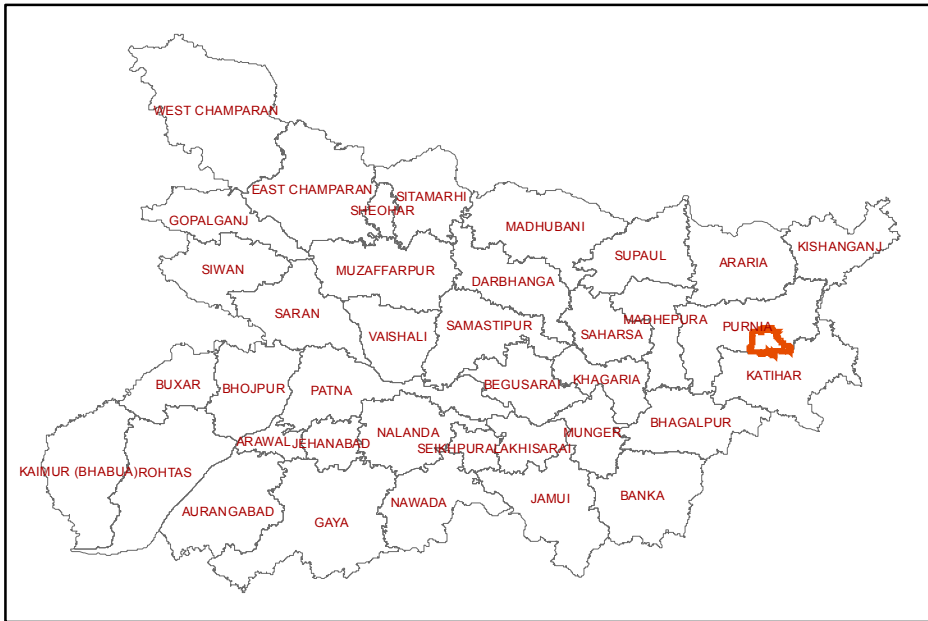 WEST CHAMPARAN
EAST CHAMPARAN
SITAMARHI
SHEOHAR
GOPALGANJ
MADHUBANI
KISHANGANJ
SUPAUL
ARARIA
SIWAN
MUZAFFARPUR
DARBHANGA
SARAN
MADHEPURA
SAMASTIPUR
PURNIA
VAISHALI
SAHARSA
KATIHAR
BUXAR
BHOJPUR
PATNA
BEGUSARAI
KHAGARIA
BHAGALPUR
ARAWAL
JEHANABAD
NALANDA
MUNGER
SEIKHPURA
LAKHISARAI
KAIMUR (BHABUA)
ROHTAS
BANKA
NAWADA
JAMUI
AURANGABAD
GAYA